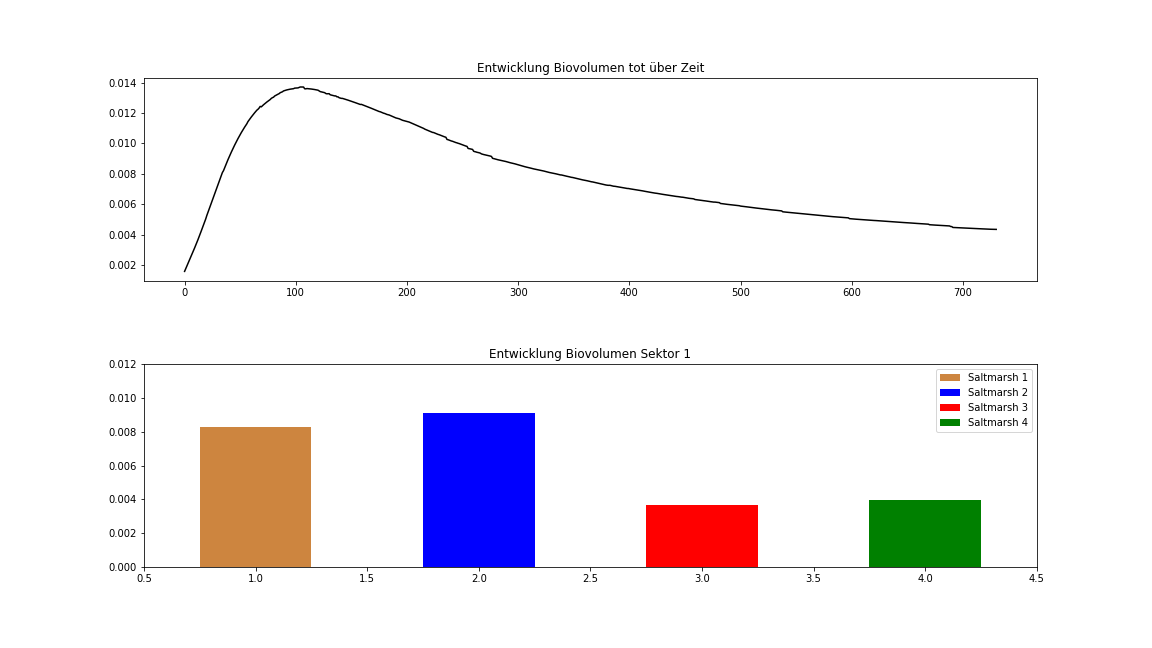 Entwicklung Biovolumen tot über Zeit
0.014
0.012
0.010
0.008
0.006
0.004
0.002
0 100 200 300 400 500 600 700
Entwicklung Biovolumen Sektor 1
0.012
0.010
0.008
0.006
0.004
0.002
0.000
Saltmarsh 1
Saltmarsh 2
Saltmarsh 3
Saltmarsh 4
0.5 1.0 1.5 2.0 2.5 3.0 3.5 4.0 4.5